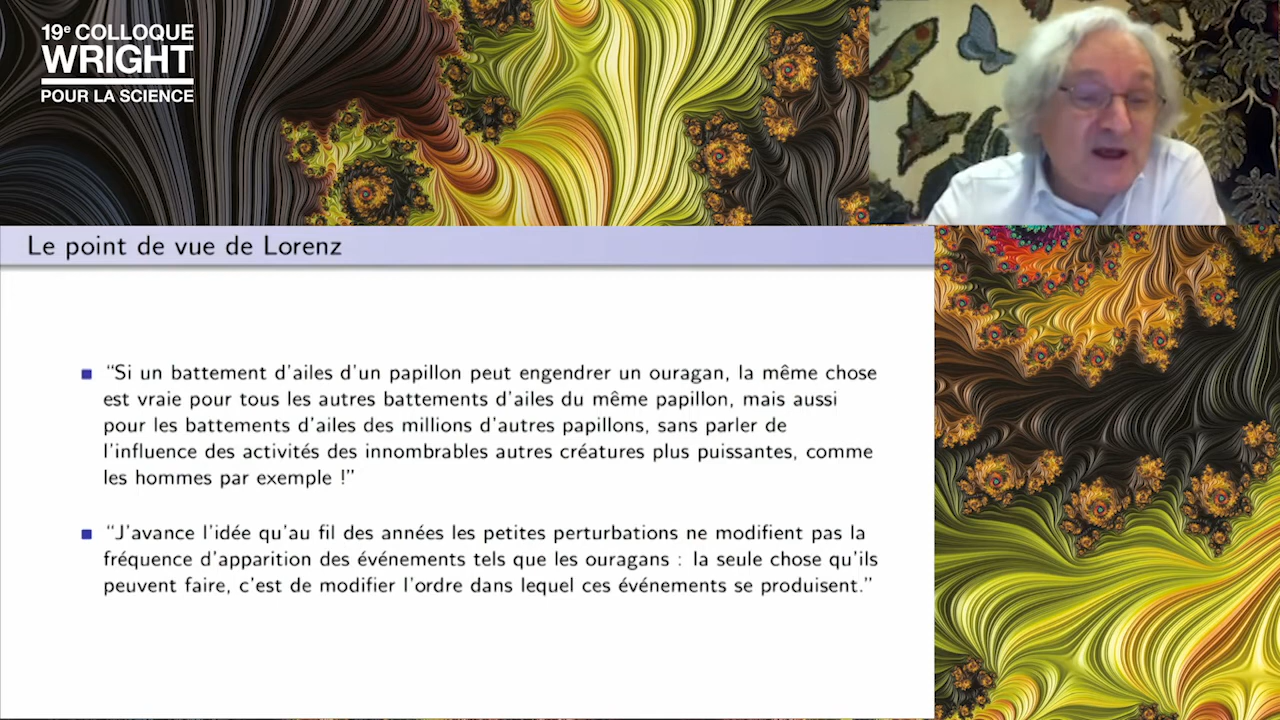 19e COLLOQUE
WRIGHT
POUR LA SCIENCE
Le point de vue de Lorenz
“Si un battement d’ailes d’un papillon peut engendrer un ouragan, la même chose
est vraie pour tous les autres battements d’ailes du même papillon, mais aussi
pour les battements d’ailes des millions d’autres papillons, sans parler de
l’influence des activités des innombrables autres créatures plus puissantes, comme
les hommes par exemple !”
“J’avance l’idée qu’au fil des années les petites perturbations ne modifient pas la
fréquence d’apparition des événements tels que les ouragans : la seule chose qu’ils
peuvent faire, c’est de modifier l’ordre dans lequel ces événements se produisent.”